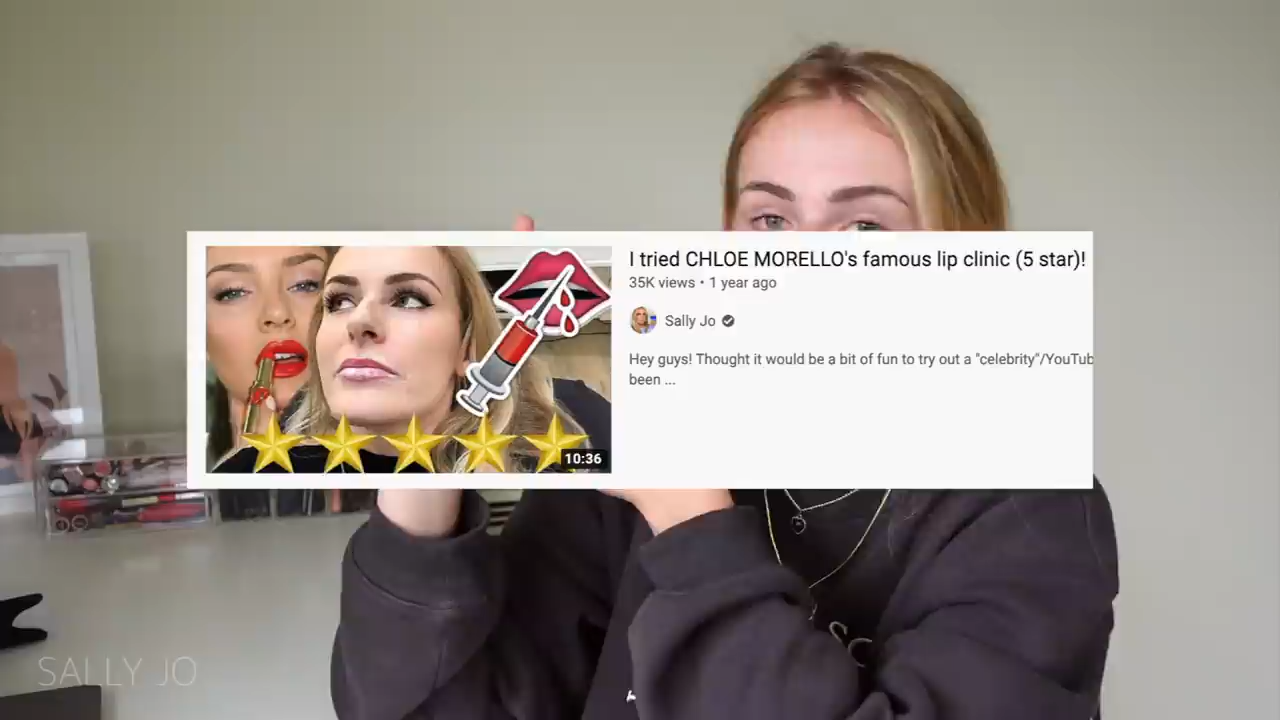 I tried CHLOE MORELLO's famous lip clinic (5 star)!
35K views • 1 year ago
Sally Jo
Hey guys! Thought it would be a bit of fun to try out a "celebrity"/YouTub
been ...
10:36
SALLY JO